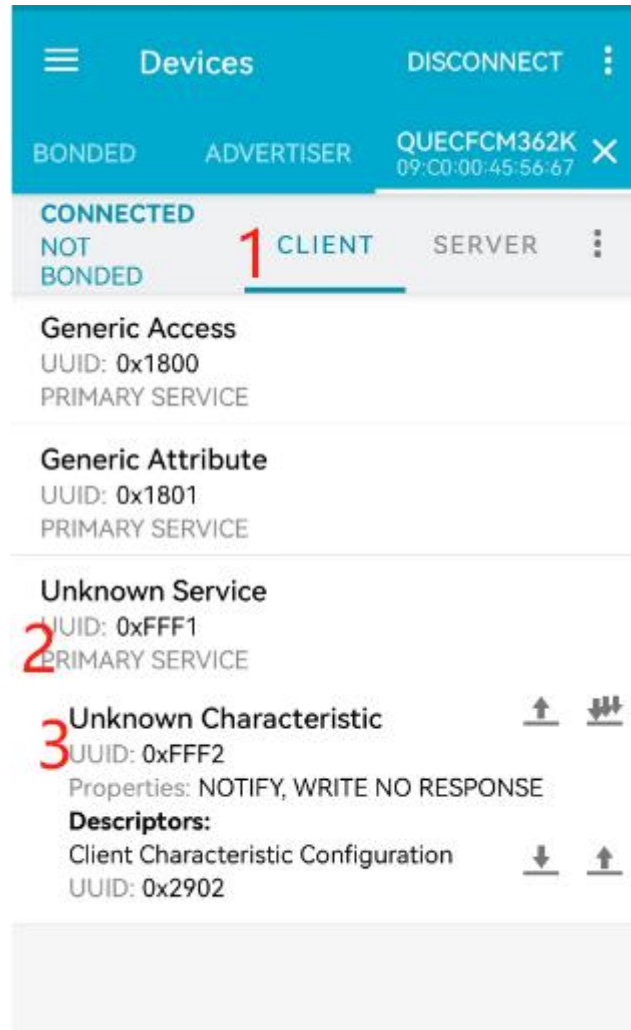 Devices DISCONNECT
BONDED ADVERTISER QUECFCM362K
09:C0:00:45:56:67
CONNECTED
NOT
BONDED
1 CLIENT SERVER
Generic Access
UUID: 0x1800
PRIMARY SERVICE
Generic Attribute
UUID: 0x1801
PRIMARY SERVICE
Unknown Service
UUID: 0xFFF1
2
PRIMARY SERVICE
Unknown Characteristic
3
UUID: 0xFFF2
Properties: NOTIFY, WRITE NO RESPONSE
Descriptors:
Client Characteristic Configuration
UUID: 0x2902